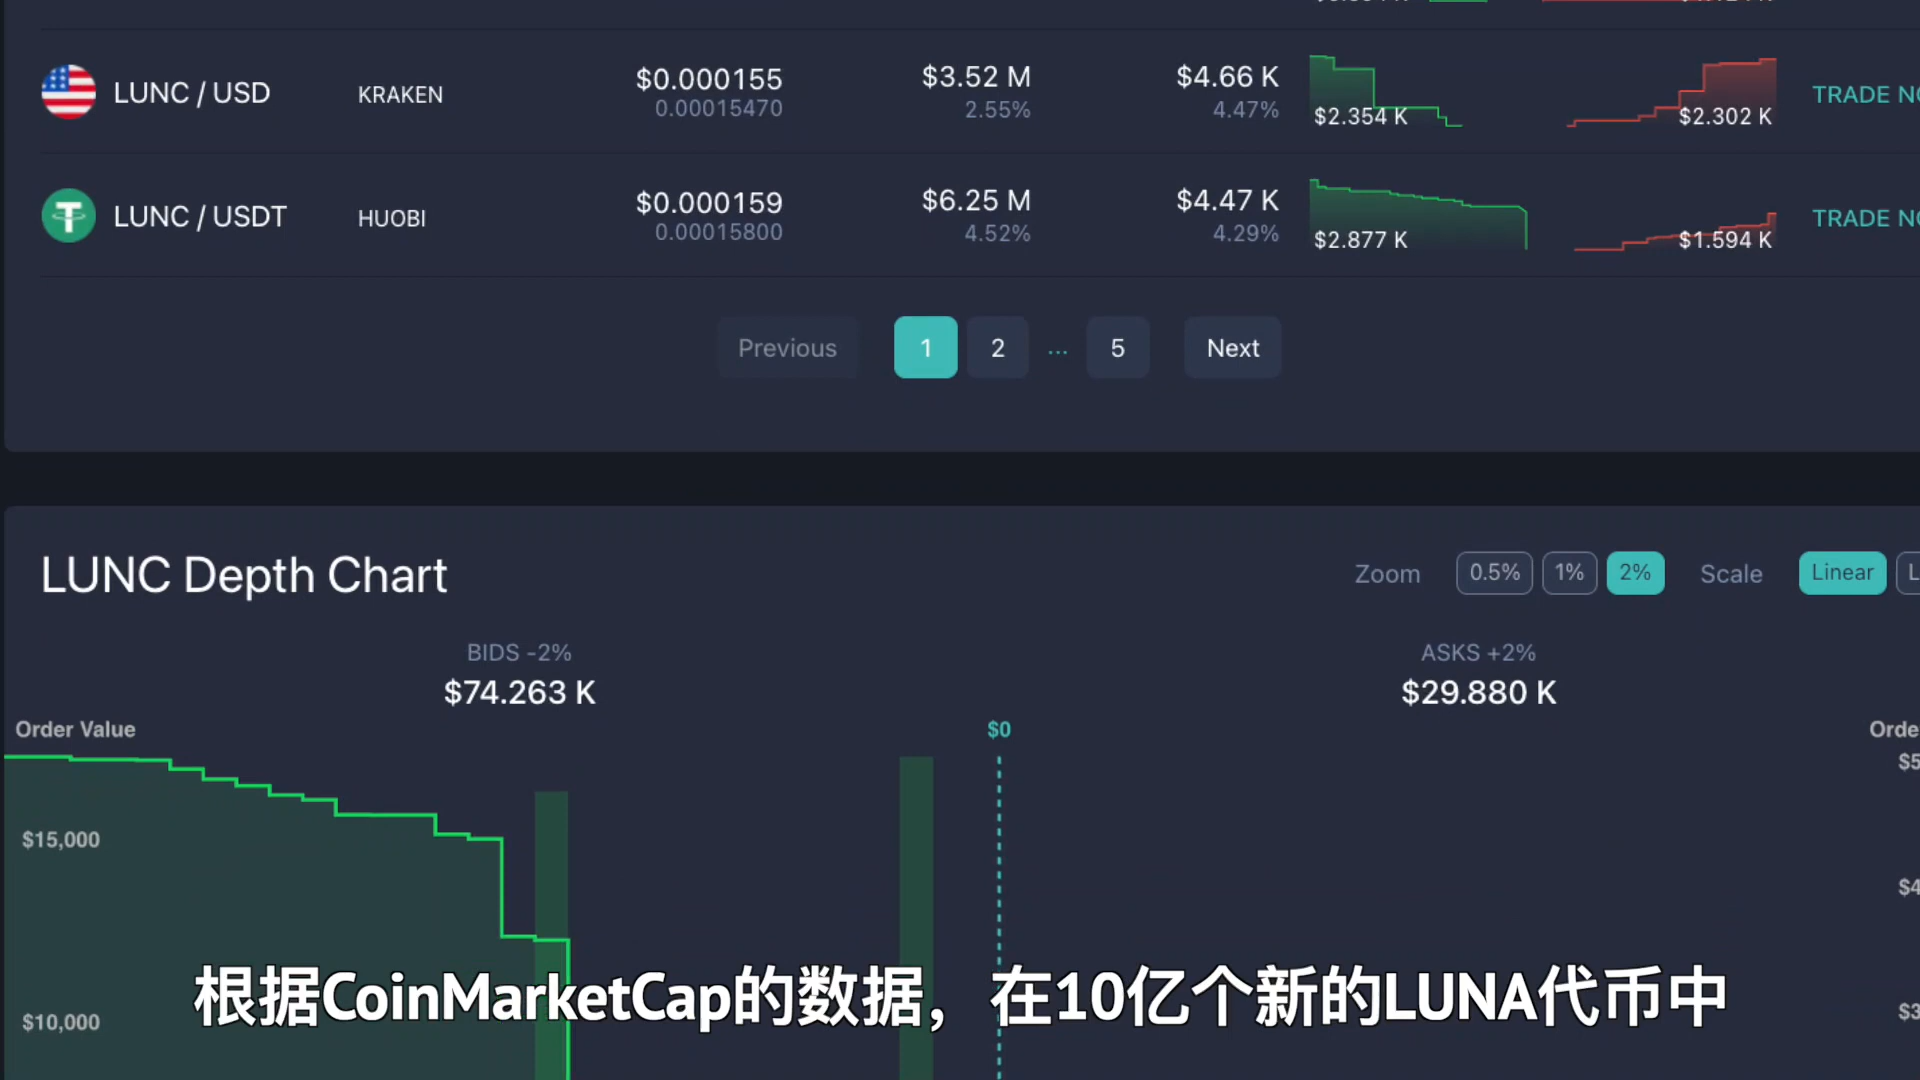 LUNC / USD KRAKEN $0.000155 $3.52 M $4.66 K TRADE
0.00015470 2.55% 4.47% $2.354 K $2.302 K
LUNC / USDT HUOBI $0.000159 $6.25 M $4.47 K TRADE
0.00015800 4.52% 4.29% $2.877 K $1.594 K
Previous 1 2 ... 5 Next
LUNC Depth Chart Zoom 0.5% 1% 2% Scale Linear
BIDS -2% ASKS +2%
$74.263 K $29.880 K
Order Value $0
$15,000
$10,000
根据CoinMarketCap的数据，在10亿个新的LUNA代币中